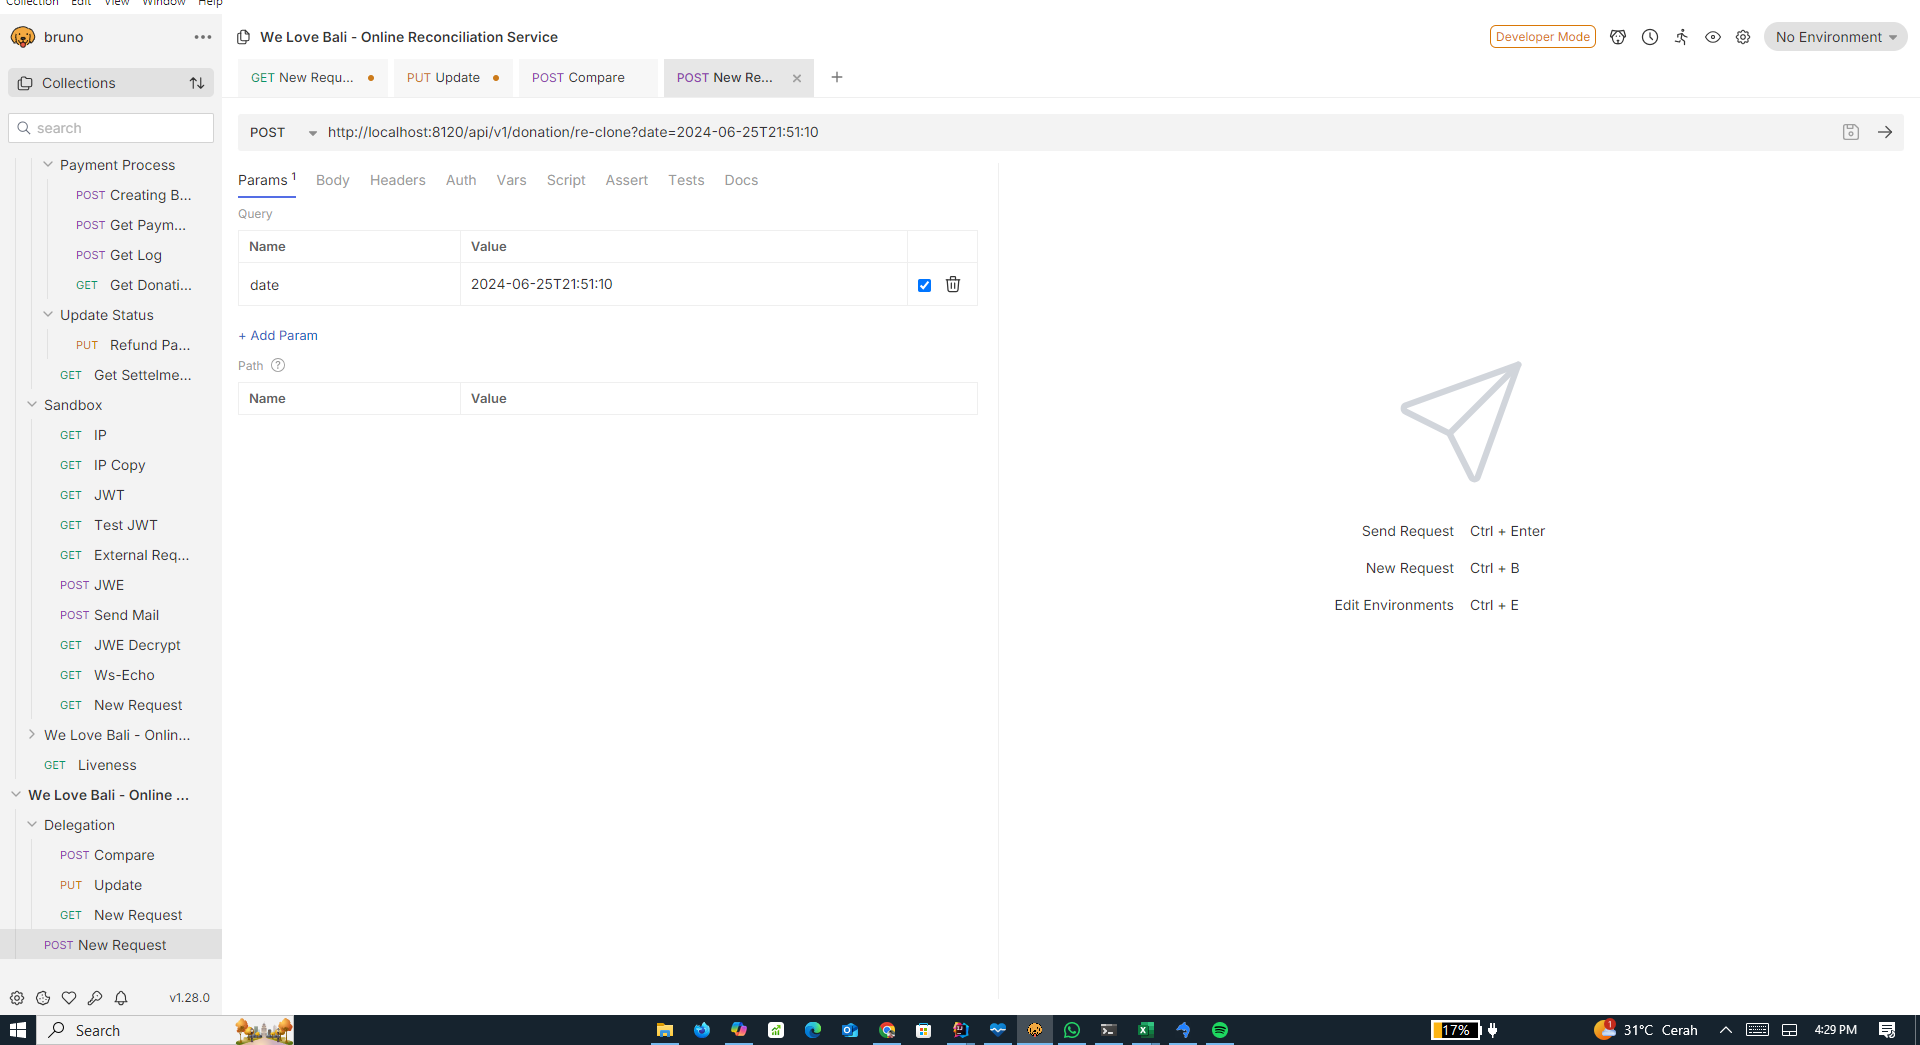 Collection Edit View Window Help
bruno
We Love Bali - Online Reconciliation Service
Developer Mode
No Environment
Collections
GET New Requ...
PUT Update
POST Compare
POST New Re...
search
POST
http://localhost:8120/api/v1/donation/re-clone?date=2024-06-25T21:51:10
Params 1
Body
Headers
Auth
Vars
Script
Assert
Tests
Docs
Query
Name
Value
date
2024-06-25T21:51:10
+ Add Param
Path ?
Name
Value
Payment Process
POST Creating B...
POST Get Paym...
POST Get Log
GET Get Donati...
Update Status
PUT Refund Pa...
GET Get Settelme...
Sandbox
GET IP
GET IP Copy
GET JWT
GET Test JWT
GET External Req...
POST JWE
POST Send Mail
GET JWE Decrypt
GET Ws-Echo
GET New Request
We Love Bali - Onlin...
GET Liveness
We Love Bali - Online ...
Delegation
POST Compare
PUT Update
GET New Request
POST New Request
Send Request Ctrl + Enter
New Request Ctrl + B
Edit Environments Ctrl + E
v1.28.0
Search
17%
1
31°C Cerah
4:29 PM